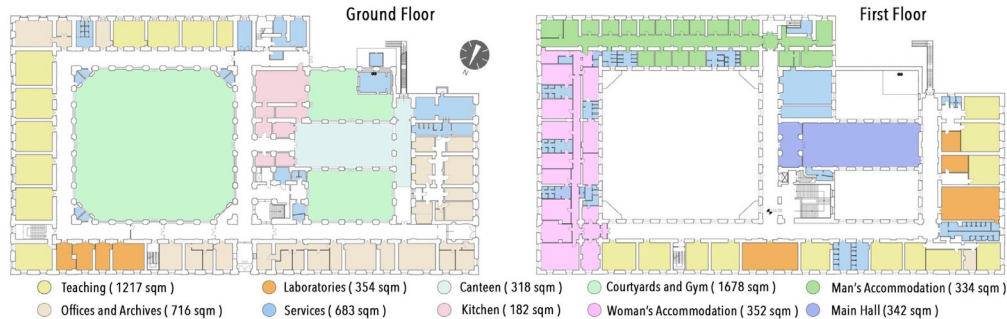 Ground Floor
First Floor
N
Teaching ( 1217 sqm )
Laboratories ( 354 sqm )
Canteen ( 318 sqm )
Courtyards and Gym ( 1678 sqm )
Man's Accommodation ( 334 sqm )
Offices and Archives ( 716 sqm )
Services ( 683 sqm )
Kitchen ( 182 sqm )
Woman's Accommodation ( 352 sqm )
Main Hall ( 342 sqm )